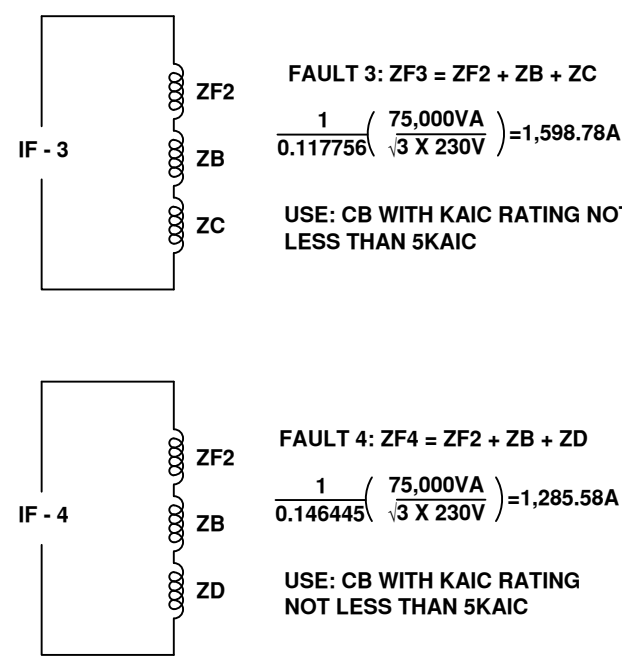 FAULT 3: ZF3 = ZF2 + ZB + ZC
ZF2
1
0.117756
( 75,000VA
√3 X 230V )
=1,598.78A
IF - 3
ZB
ZC
USE: CB WITH KAIC RATING NOT
LESS THAN 5KAIC
FAULT 4: ZF4 = ZF2 + ZB + ZD
ZF2
1
0.146445
( 75,000VA
√3 X 230V )
=1,285.58A
IF - 4
ZB
ZD
USE: CB WITH KAIC RATING
NOT LESS THAN 5KAIC